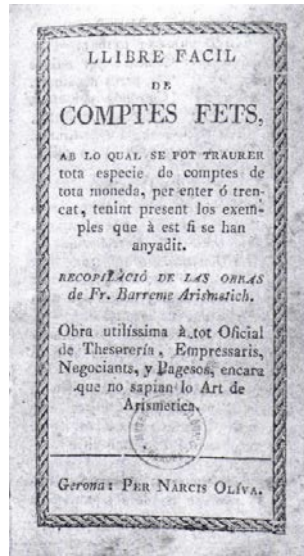 LLIBRE FACIL
DE
COMPTES FETS,
AB LO QUAL SE POT TRAURER
tota especie de comptes de
tota moneda, per enter ó tren-
cat, tenint present los exem-
ples que à est fi se han
anyadit.
RECOPILACIÓ DE LAS OBRAS
de Fr. Barreme Arismetich.
Obra utilíssima à tot Oficial
de Thesorería, Empressaris,
Negociants, y Pagesos, encara
que no sapian lo Art de
Arismetica.
Gerona: PER NARCIS OLÍVA.